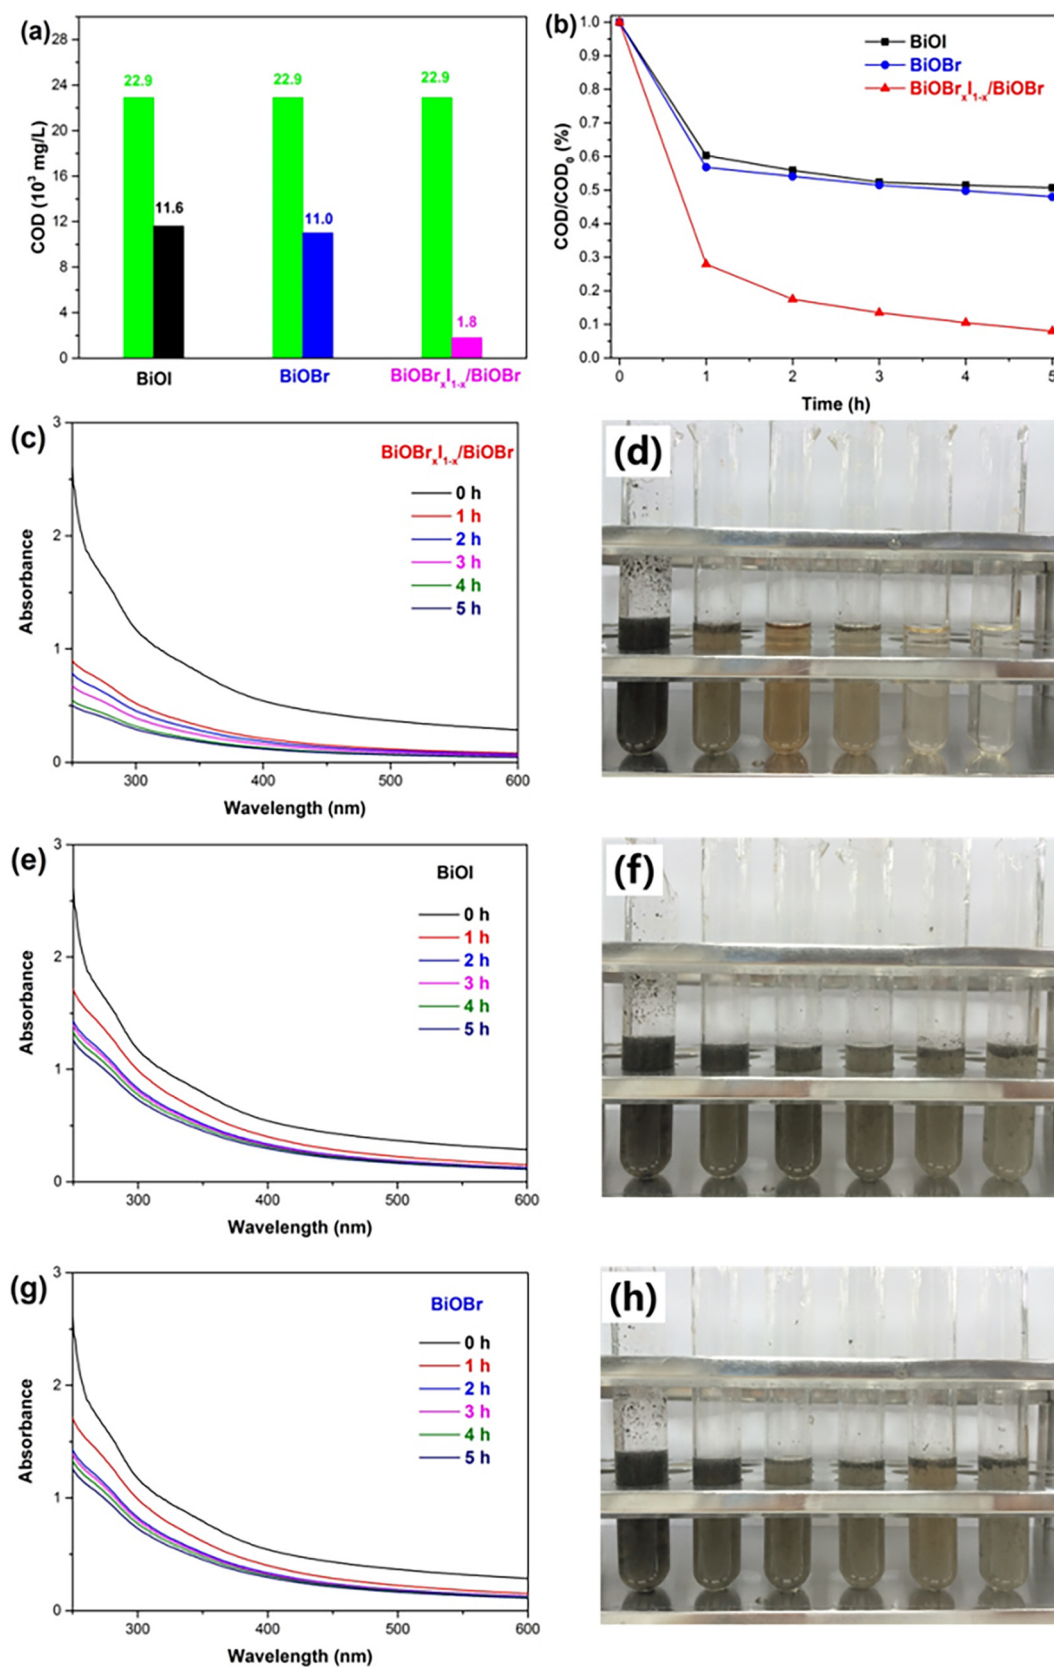 (a)
COD (10³ mg/L)
28
24
20
16
12
8
4
0
22.9
11.6
22.9
11.0
22.9
1.8
BiOI
BiOBr
BiOBrₓI₁₋ₓ/BiOBr
(b)
COD/COD₀ (%)
1.0
0.9
0.8
0.7
0.6
0.5
0.4
0.3
0.2
0.1
0.0
BiOI
BiOBr
BiOBrₓI₁₋ₓ/BiOBr
0 1 2 3 4 5
Time (h)
(c)
Absorbance
3
2
1
0
BiOBrₓI₁₋ₓ/BiOBr
0 h
1 h
2 h
3 h
4 h
5 h
300 400 500 600
Wavelength (nm)
(d)
(e)
Absorbance
3
2
1
0
BiOI
0 h
1 h
2 h
3 h
4 h
5 h
300 400 500 600
Wavelength (nm)
(f)
(g)
Absorbance
3
2
1
0
BiOBr
0 h
1 h
2 h
3 h
4 h
5 h
300 400 500 600
Wavelength (nm)
(h)